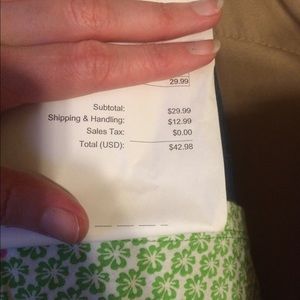 29.99
Subtotal: $29.99
Shipping & Handling: $12.99
Sales Tax: $0.00
Total (USD): $42.98